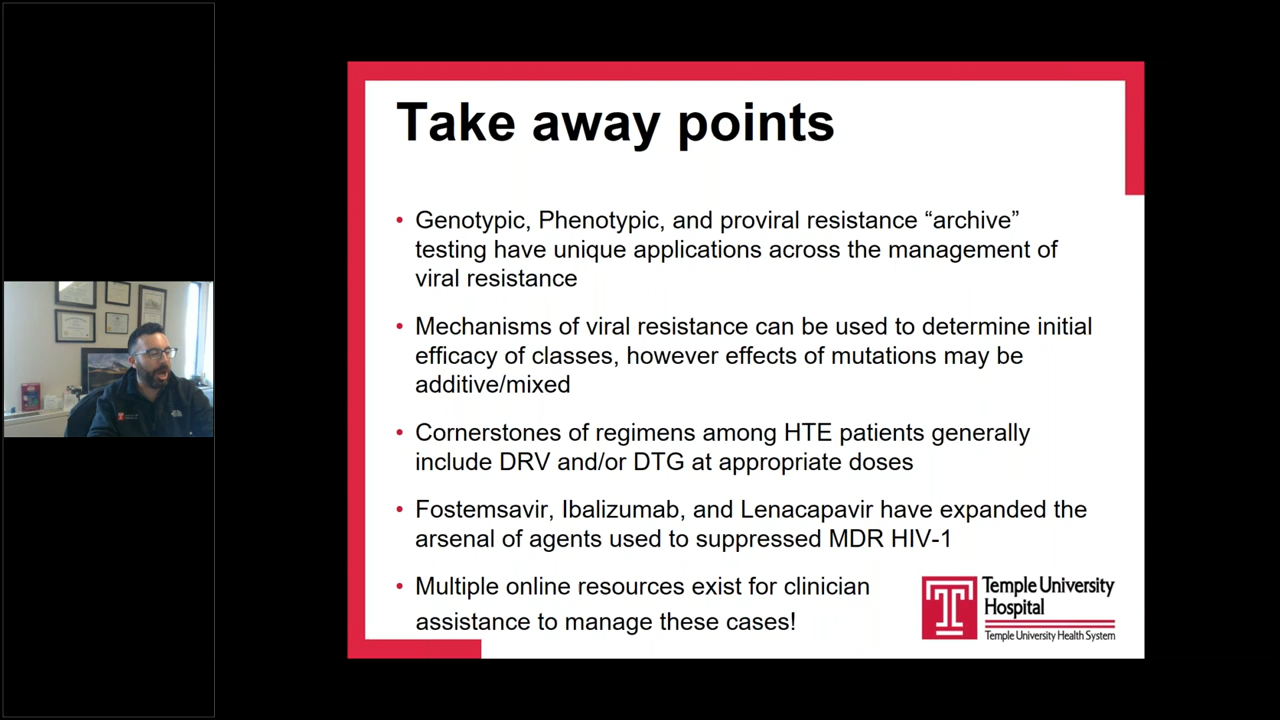 Take away points
• Genotypic, Phenotypic, and proviral resistance “archive”
testing have unique applications across the management of
viral resistance
• Mechanisms of viral resistance can be used to determine initial
efficacy of classes, however effects of mutations may be
additive/mixed
• Cornerstones of regimens among HTE patients generally
include DRV and/or DTG at appropriate doses
• Fostemsavir, Ibalizumab, and Lenacapavir have expanded the
arsenal of agents used to suppressed MDR HIV-1
• Multiple online resources exist for clinician
assistance to manage these cases!
Temple University
Hospital
Temple University Health System